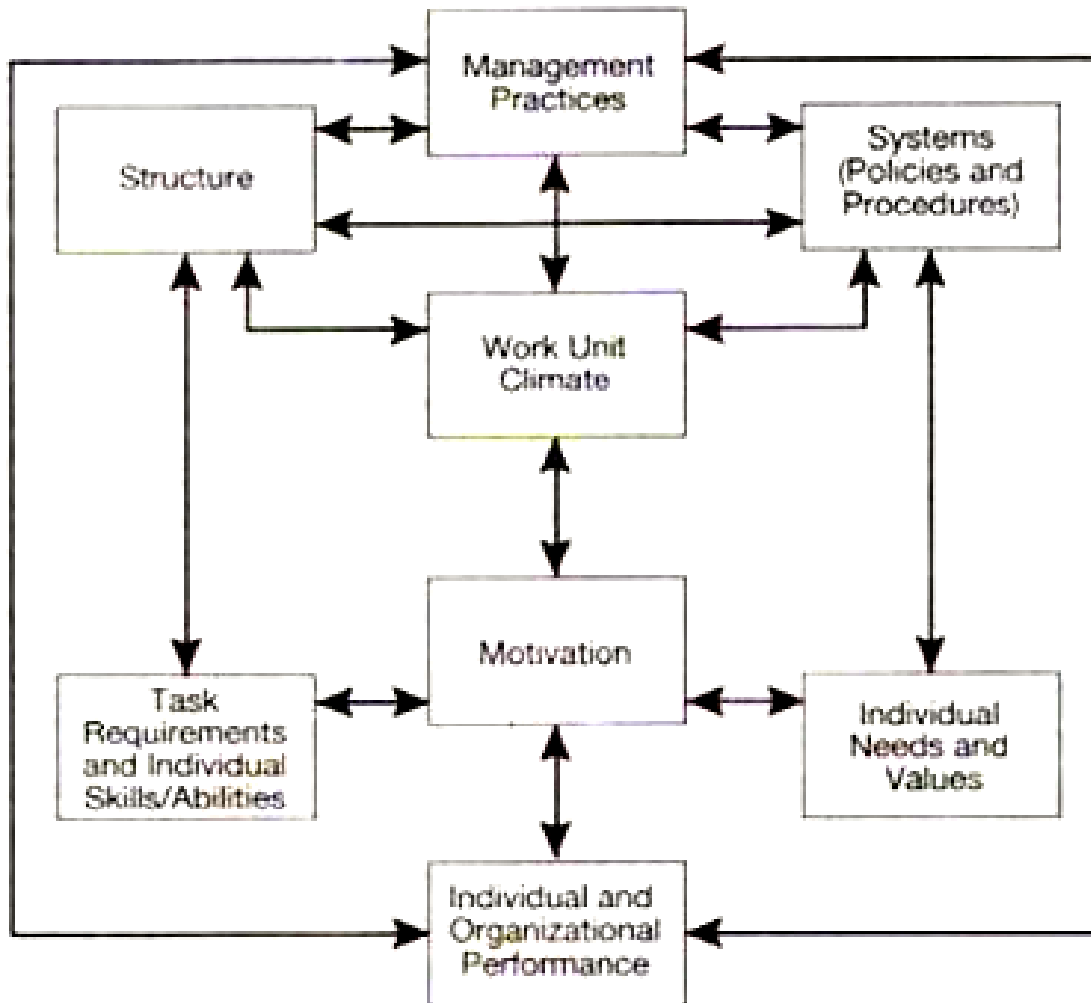 Management
Practices
Structure
Systems
(Policies and
Procedures)
Work Unit
Climate
Motivation
Task
Requirements
and Individual
Skills/Abilities
Individual
Needs and
Values
Individual and
Organizational
Performance